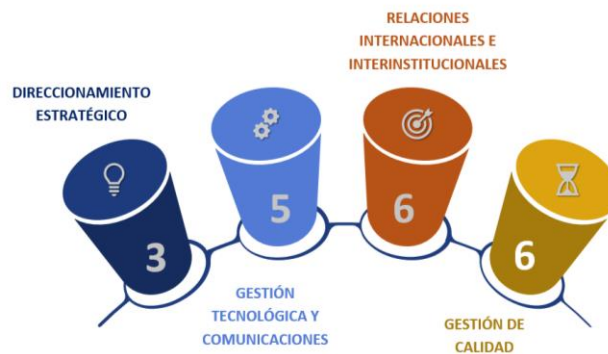 DIRECCIONAMIENTO
ESTRATÉGICO
3
5
GESTIÓN
TECNOLÓGICA Y
COMUNICACIONES
RELACIONES
INTERNACIONALES E
INTERINSTITUCIONALES
6
6
GESTIÓN DE
CALIDAD